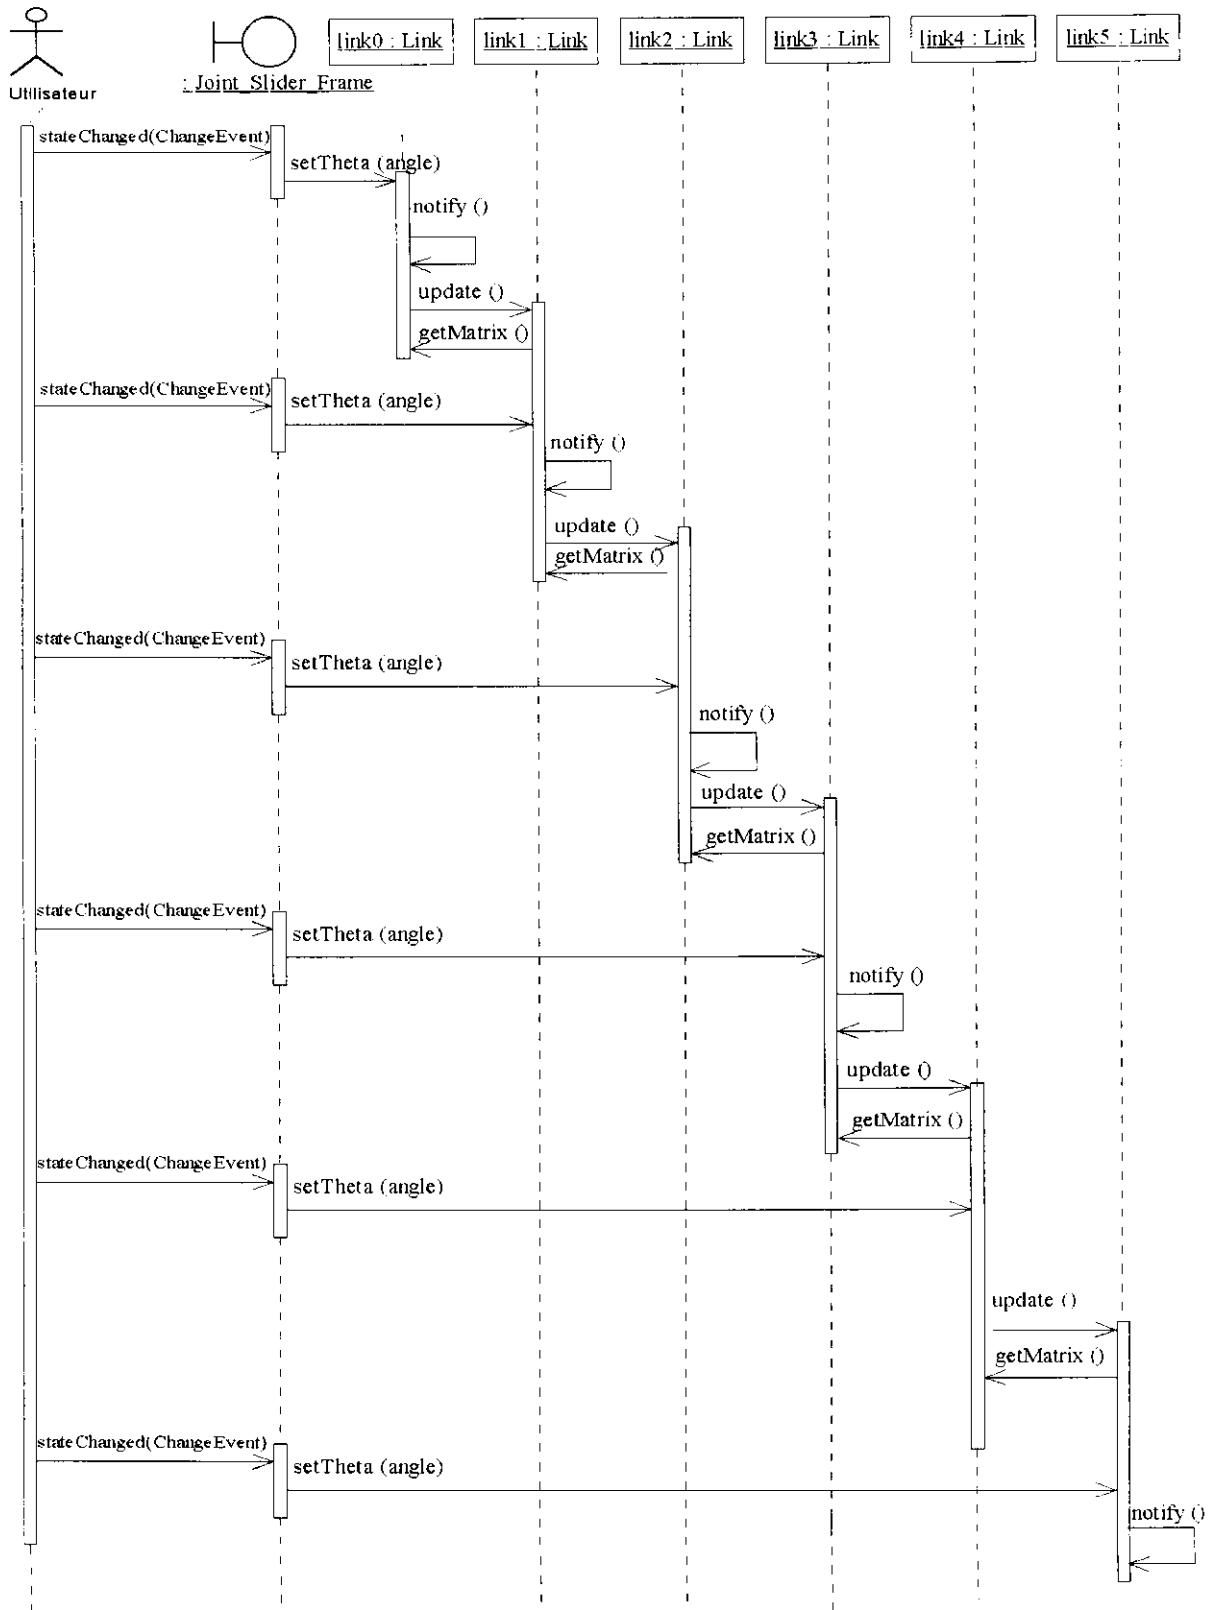 link0 : Link
link1 : Link
link2 : Link
link3 : Link
link4 : Link
link5 : Link
Utilisateur
: Joint_Slider_Frame
stateChanged(ChangeEvent)
setTheta (angle)
notify ()
update ()
getMatrix ()
stateChanged(ChangeEvent)
setTheta (angle)
notify ()
update ()
getMatrix ()
stateChanged(ChangeEvent)
setTheta (angle)
notify ()
update ()
getMatrix ()
stateChanged(ChangeEvent)
setTheta (angle)
notify ()
update ()
getMatrix ()
stateChanged(ChangeEvent)
setTheta (angle)
update ()
getMatrix ()
stateChanged(ChangeEvent)
setTheta (angle)
notify ()